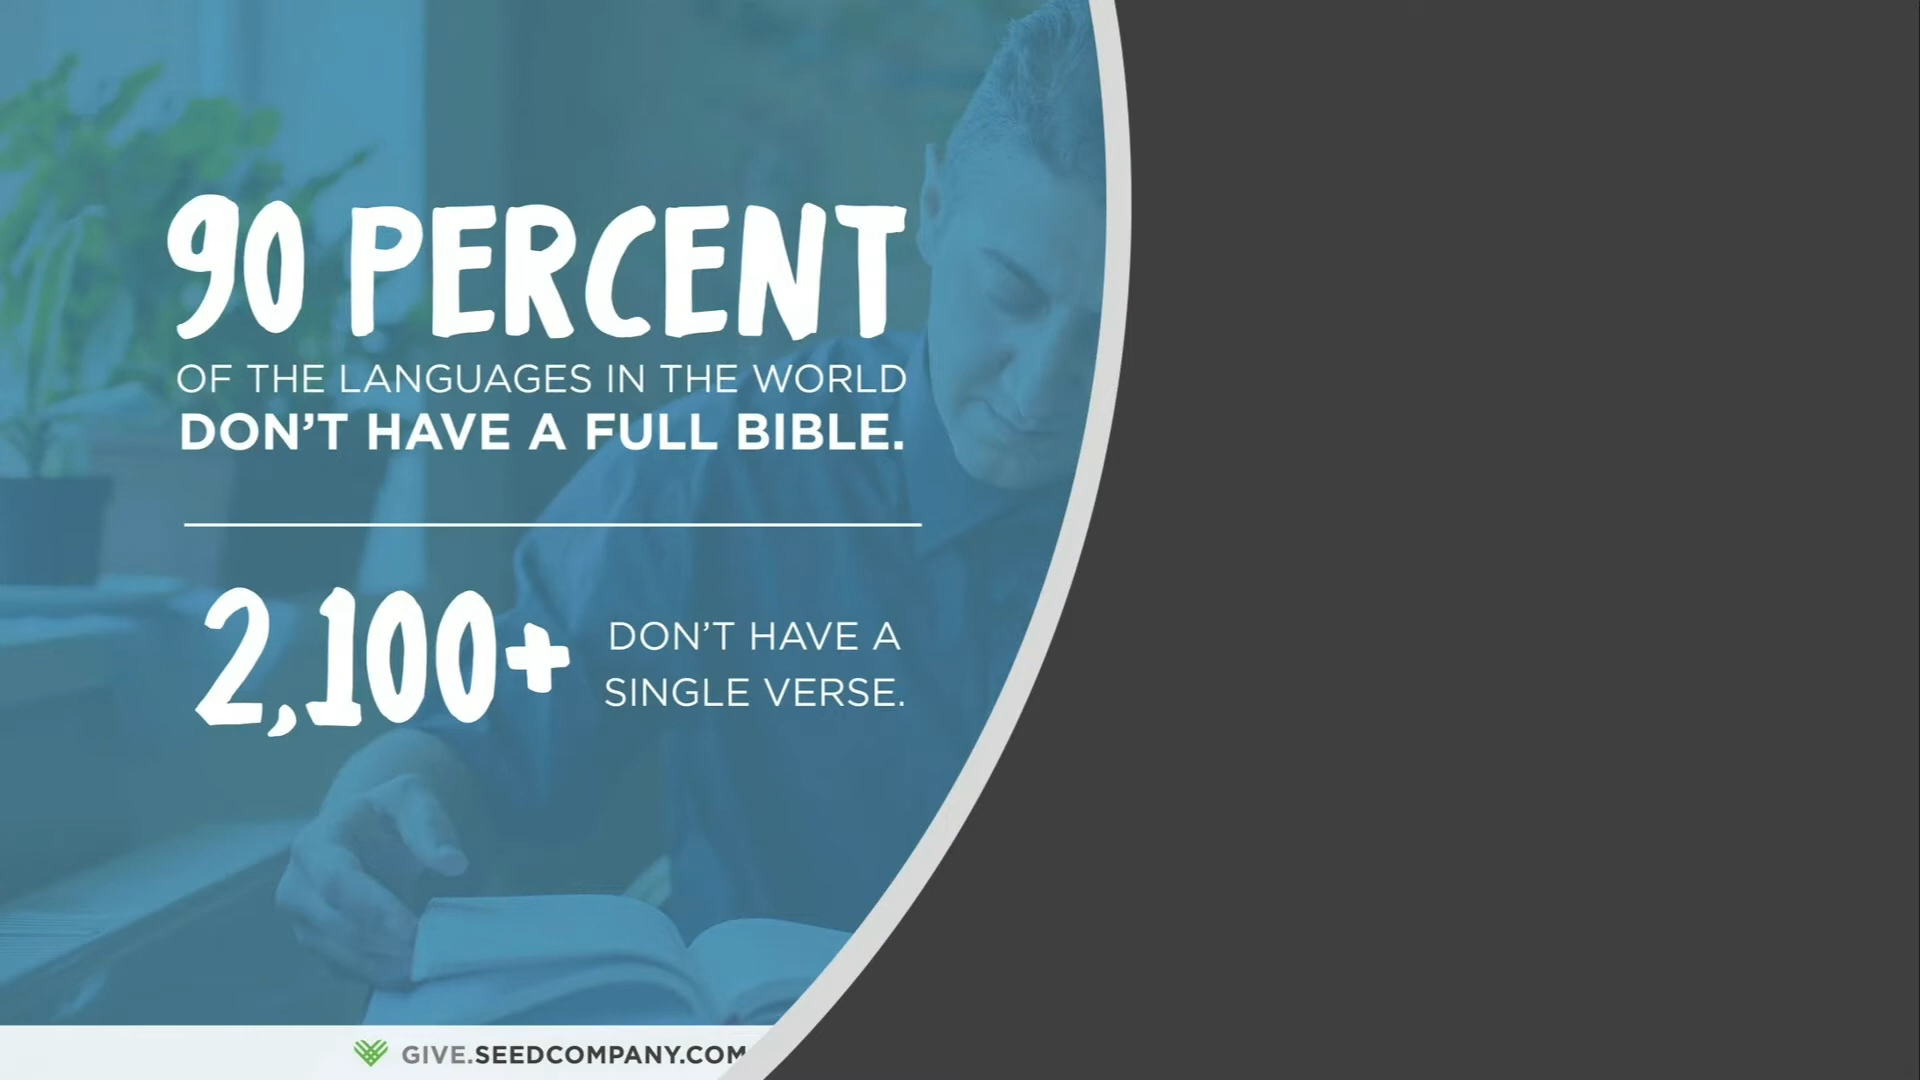 90 PERCENT
OF THE LANGUAGES IN THE WORLD
DON'T HAVE A FULL BIBLE.
2,100+
DON'T HAVE A
SINGLE VERSE.
GIVE.SEEDCOMPANY.COM